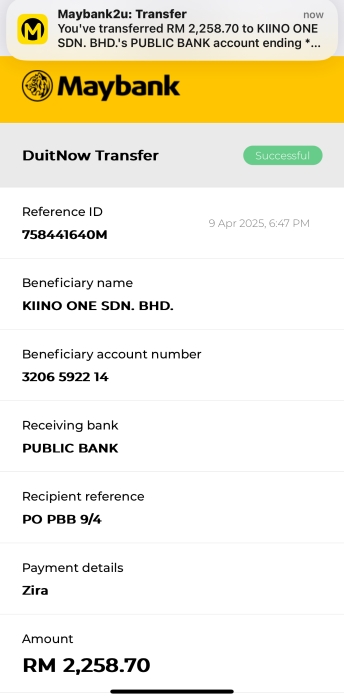 Maybank2u: Transfer
now
You've transferred RM 2,258.70 to KIINO ONE
SDN. BHD.'s PUBLIC BANK account ending *...
Maybank
DuitNow Transfer
Successful
Reference ID
758441640M
9 Apr 2025, 6:47 PM
Beneficiary name
KIINO ONE SDN. BHD.
Beneficiary account number
3206 5922 14
Receiving bank
PUBLIC BANK
Recipient reference
PO PBB 9/4
Payment details
Zira
Amount
RM 2,258.70